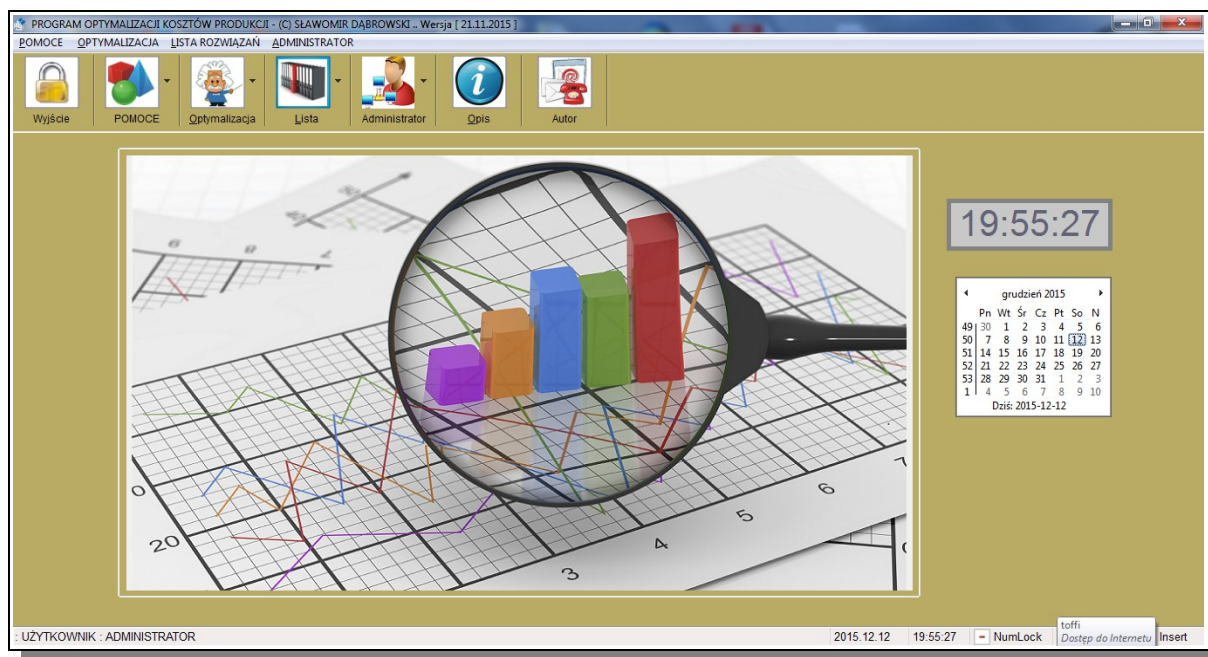 PROGRAM OPTYMALIZACJI KOSZTÓW PRODUKCJI - (C) SŁAWOMIR DĄBROWSKI .. Wersja [ 21.11.2015 ]
POMOCE OPTYMALIZACJA LISTA ROZWIĄZAŃ ADMINISTRATOR
Wyjście POMOCE Optymalizacja Lista Administrator Opis Autor
19:55:27
grudzień 2015
Pn Wt Śr Cz Pt So N
49 30 1 2 3 4 5 6
50 7 8 9 10 11 12 13
51 14 15 16 17 18 19 20
52 21 22 23 24 25 26 27
53 28 29 30 31 1 2 3
1 4 5 6 7 8 9 10
Dziś: 2015-12-12
6 8 7
0 20 3 4 5 6 7
: UŻYTKOWNIK : ADMINISTRATOR 2015.12.12 19:55:27 NumLock Insert
toffi
Dostęp do Internetu